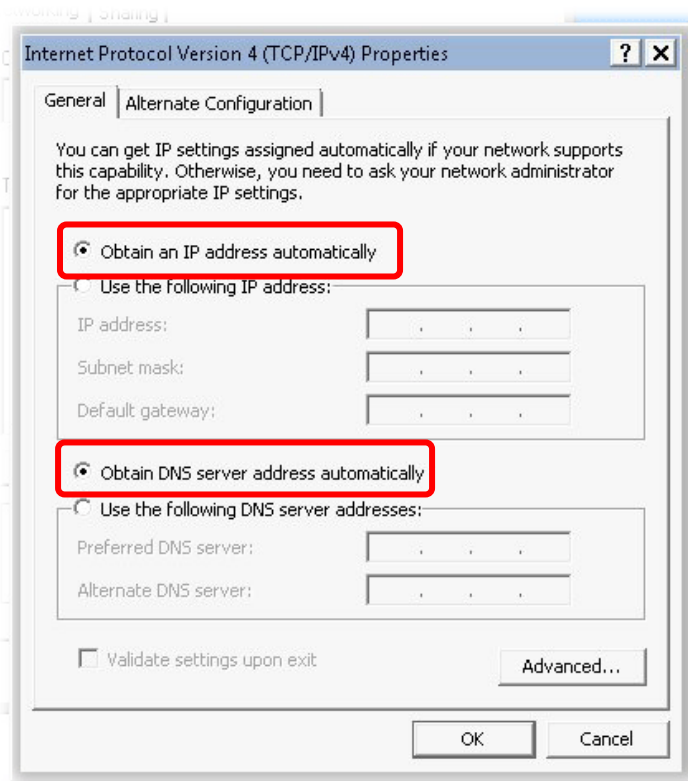 Working | Sharing |
Internet Protocol Version 4 (TCP/IPv4) Properties
General
Alternate Configuration
You can get IP settings assigned automatically if your network supports
this capability. Otherwise, you need to ask your network administrator
for the appropriate IP settings.
Obtain an IP address automatically
Use the following IP address:
IP address:
Subnet mask:
Default gateway:
Obtain DNS server address automatically
Use the following DNS server addresses:
Preferred DNS server:
Alternate DNS server:
Validate settings upon exit
Advanced...
OK
Cancel